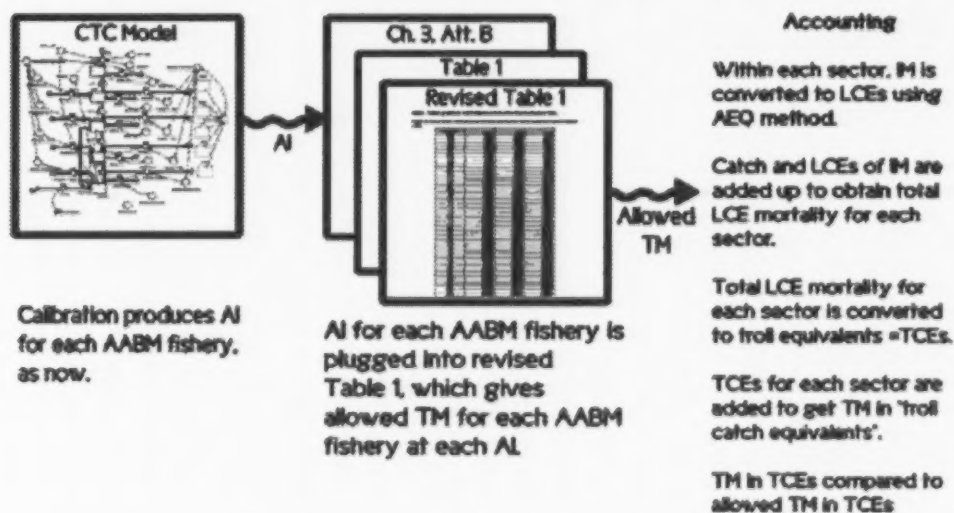 CTC Model
AI
Ch. 3, Att. B
Table 1
Revised Table 1
Allowed
TM
Calibration produces AI
for each AABM fishery,
as now.
AI for each AABM fishery is
plugged into revised
Table 1, which gives
allowed TM for each AABM
fishery at each AI.
Accounting
Within each sector, IM is
converted to LCEs using
AEQ method.
Catch and LCEs of IM are
added up to obtain total
LCE mortality for each
sector.
Total LCE mortality for
each sector is converted
to troll equivalents =TCEs.
TCEs for each sector are
added to get TM in "troll
catch equivalents".
TM in TCEs compared to
allowed TM in TCEs